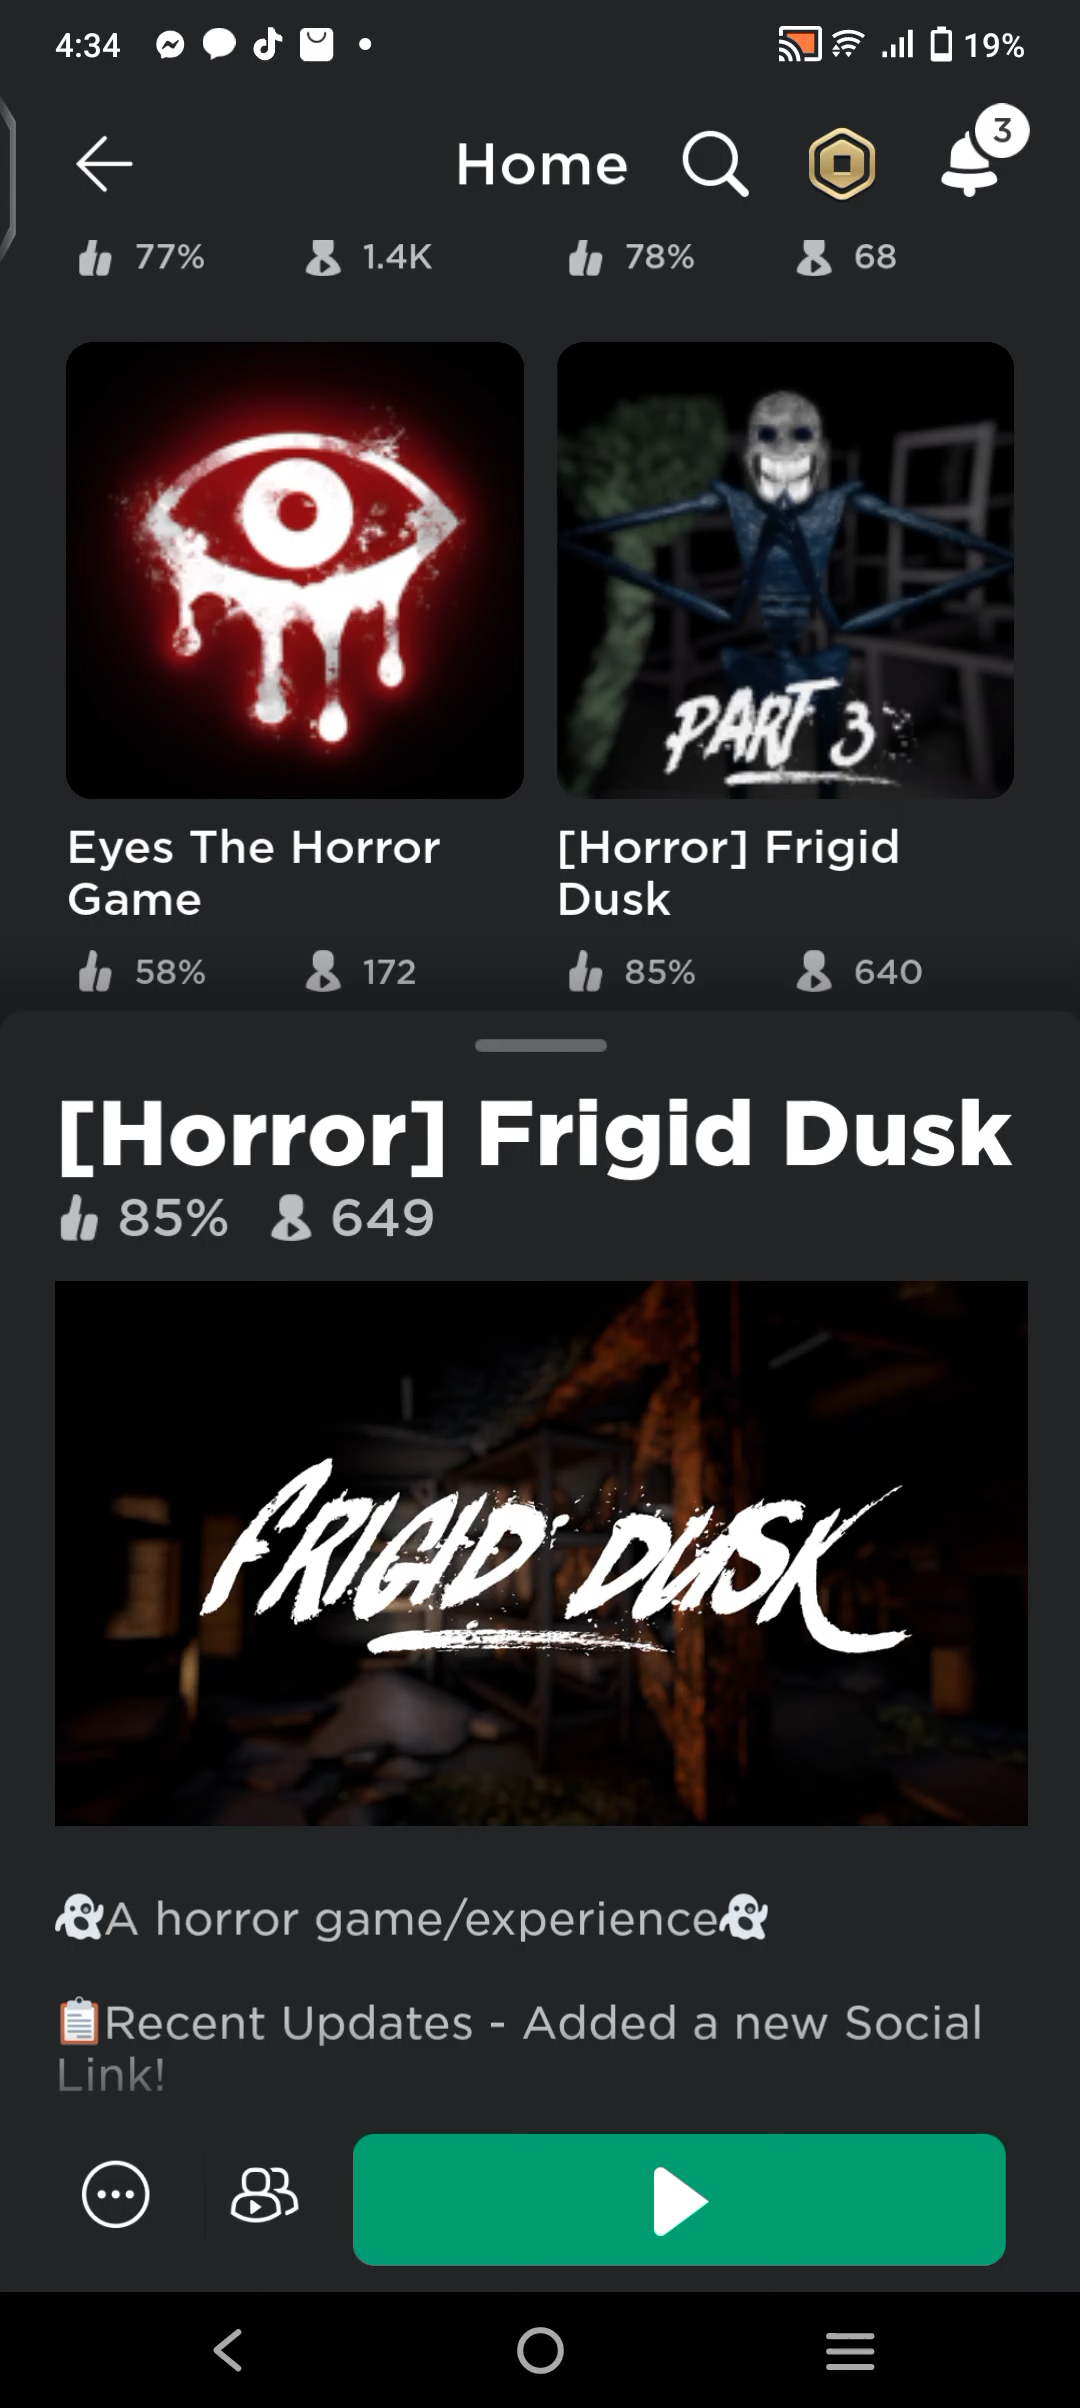 4:34
19%
Home
3
77% 1.4K 78% 68
PART 3
Eyes The Horror
Game
[Horror] Frigid
Dusk
58% 172 85% 640
[Horror] Frigid Dusk
85% 649
FRIGID DUSK
👻A horror game/experience👻
📋Recent Updates - Added a new Social
Link!